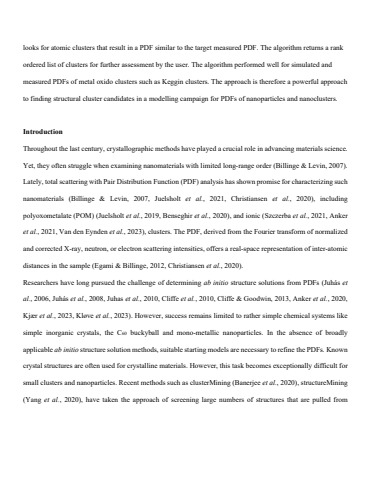 looks for atomic clusters that result in a PDF similar to the target measured PDF. The algorithm returns a rank
ordered list of clusters for further assessment by the user. The algorithm performed well for simulated and
measured PDFs of metal oxido clusters such as Keggin clusters. The approach is therefore a powerful approach
to finding structural cluster candidates in a modelling campaign for PDFs of nanoparticles and nanoclusters.
Introduction
Throughout the last century, crystallographic methods have played a crucial role in advancing materials science.
Yet, they often struggle when examining nanomaterials with limited long-range order (Billinge & Levin, 2007).
Lately, total scattering with Pair Distribution Function (PDF) analysis has shown promise for characterizing such
nanomaterials (Billinge & Levin, 2007, Juelsholt et al., 2021, Christiansen et al., 2020), including
polyoxometalate (POM) (Juelsholt et al., 2019, Bertseghir et al., 2020), and ionic (Szczerba et al., 2021, Anker
et al., 2021, Van den Eynden et al., 2023), clusters. The PDF, derived from the Fourier transform of normalized
and corrected X-ray, neutron, or electron scattering intensities, offers a real-space representation of inter-atomic
distances in the sample (Egami & Billinge, 2012, Christiansen et al., 2020).
Researchers have long pursued the challenge of determining ab initio structure solutions from PDFs (Juhás et
al., 2006, Juhás et al., 2008, Juhas et al., 2010, Cliffe et al., 2010, Cliffe & Goodwin, 2013, Anker et al., 2020,
Kjær et al., 2023, Kløve et al., 2023). However, success remains limited to rather simple chemical systems like
simple inorganic crystals, the C₆₀ buckyball and mono-metallic nanoparticles. In the absence of broadly
applicable ab initio structure solution methods, suitable starting models are necessary to refine the PDFs. Known
crystal structures are often used for crystalline materials. However, this task becomes exceptionally difficult for
small clusters and nanoparticles. Recent methods such as clusterMining (Banerjee et al., 2020), structureMining
(Yang et al., 2020), have taken the approach of screening large numbers of structures that are pulled from